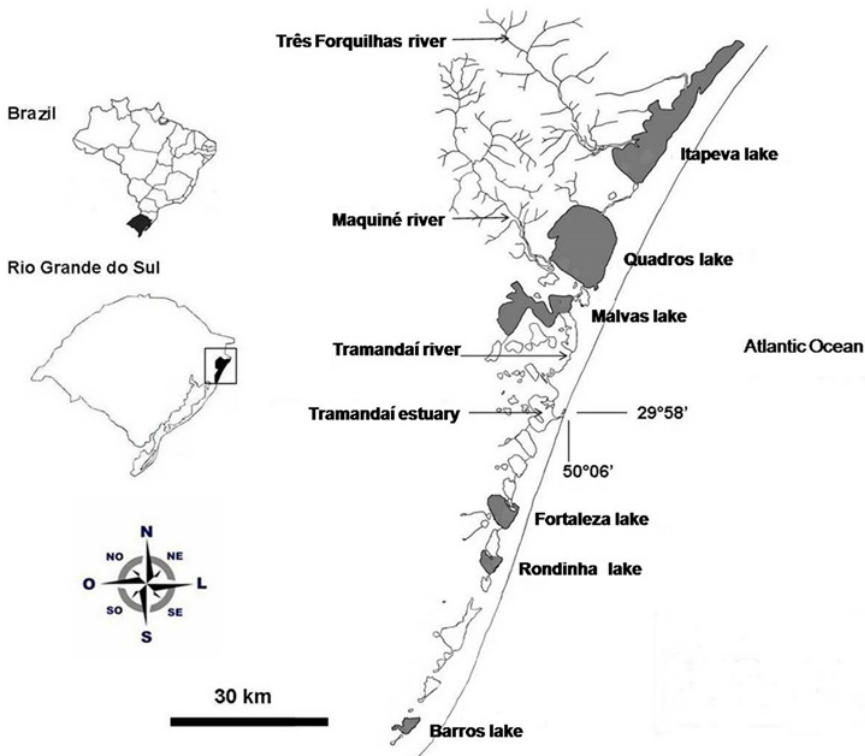 Três Forquilhas river
Brazil
Itapeva lake
Maquiné river
Quadros lake
Rio Grande do Sul
Malvas lake
Tramandaí river
Atlantic Ocean
Tramandaí estuary
29°58’
50°06’
Fortaleza lake
N
NO
NE
Rondinha lake
O
L
SO
SE
S
30 km
Barros lake